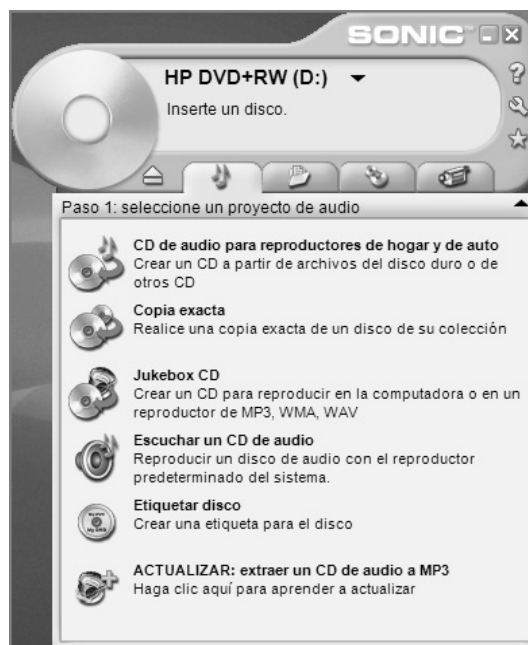 SONIC™
HP DVD+RW (D:)
Inserte un disco.
Paso 1: seleccione un proyecto de audio
CD de audio para reproductores de hogar y de auto
Crear un CD a partir de archivos del disco duro o de
otros CD
Copia exacta
Realice una copia exacta de un disco de su colección
Jukebox CD
Crear un CD para reproducir en la computadora o en un
reproductor de MP3, WMA, WAV
Escuchar un CD de audio
Reproducir un disco de audio con el reproductor
predeterminado del sistema.
Etiquetar disco
Crear una etiqueta para el disco
ACTUALIZAR: extraer un CD de audio a MP3
Haga clic aquí para aprender a actualizar